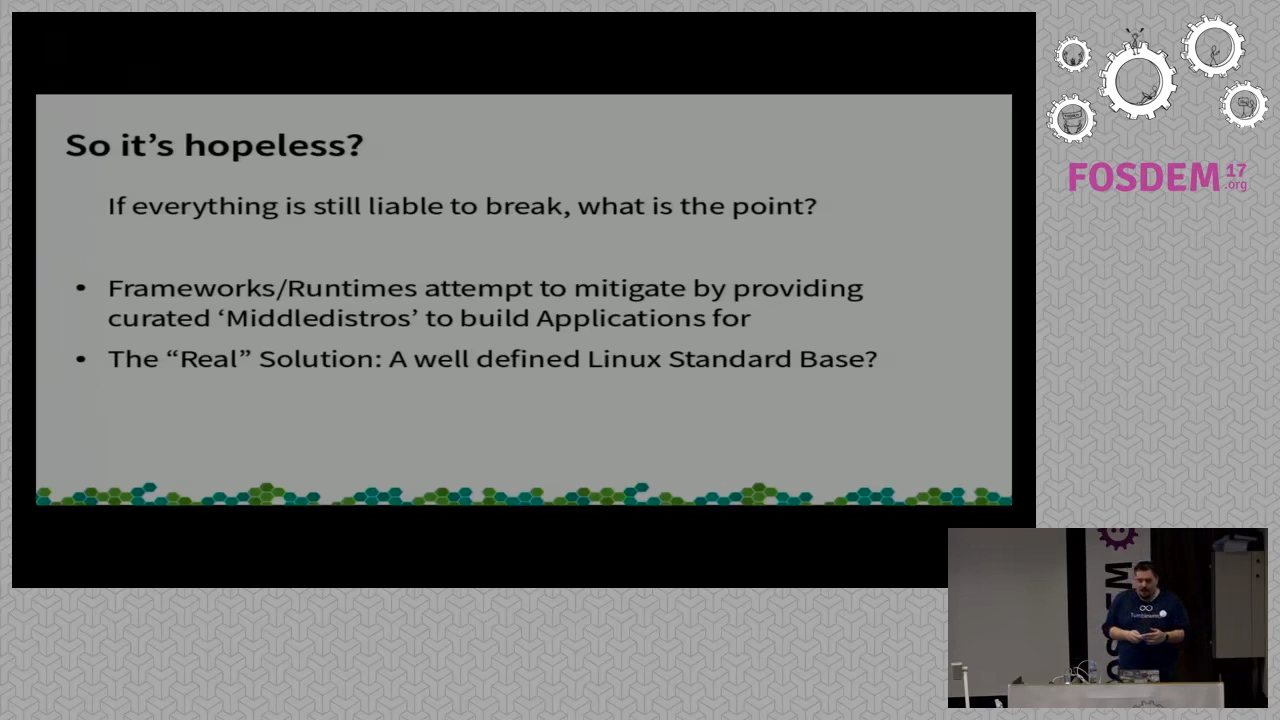 So it's hopeless?
If everything is still liable to break, what is the point?
• Frameworks/Runtimes attempt to mitigate by providing
curated ‘Middledistros’ to build Applications for
• The “Real” Solution: A well defined Linux Standard Base?
FOSDEM 17
.org